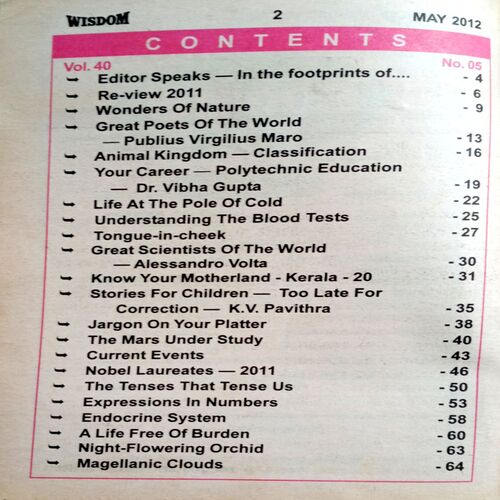 WISDOM 2 MAY 2012
CONTENTS
Vol. 40 No. 05
Editor Speaks — In the footprints of.... - 4
Re-view 2011 - 6
Wonders Of Nature - 9
Great Poets Of The World
— Publius Virgilius Maro - 13
Animal Kingdom — Classification - 16
Your Career — Polytechnic Education
— Dr. Vibha Gupta - 19
Life At The Pole Of Cold - 22
Understanding The Blood Tests - 25
Tongue-in-cheek - 27
Great Scientists Of The World
— Alessandro Volta - 30
Know Your Motherland - Kerala - 20 - 31
Stories For Children — Too Late For
Correction — K.V. Pavithra - 35
Jargon On Your Platter - 38
The Mars Under Study - 40
Current Events - 43
Nobel Laureates — 2011 - 46
The Tenses That Tense Us - 50
Expressions In Numbers - 53
Endocrine System - 58
A Life Free Of Burden - 60
Night-Flowering Orchid - 63
Magellanic Clouds - 64